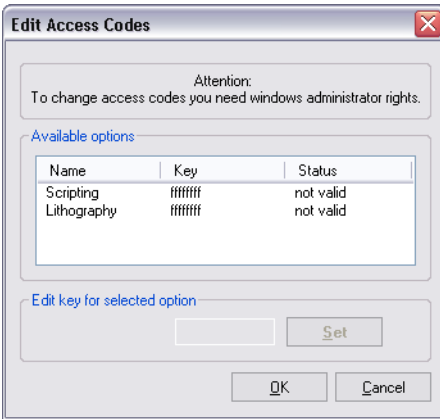 Edit Access Codes
Attention:
To change access codes you need windows administrator rights.
Available options
Name Key Status
Scripting ffffffff not valid
Lithography ffffffff not valid
Edit key for selected option
Set
OK Cancel